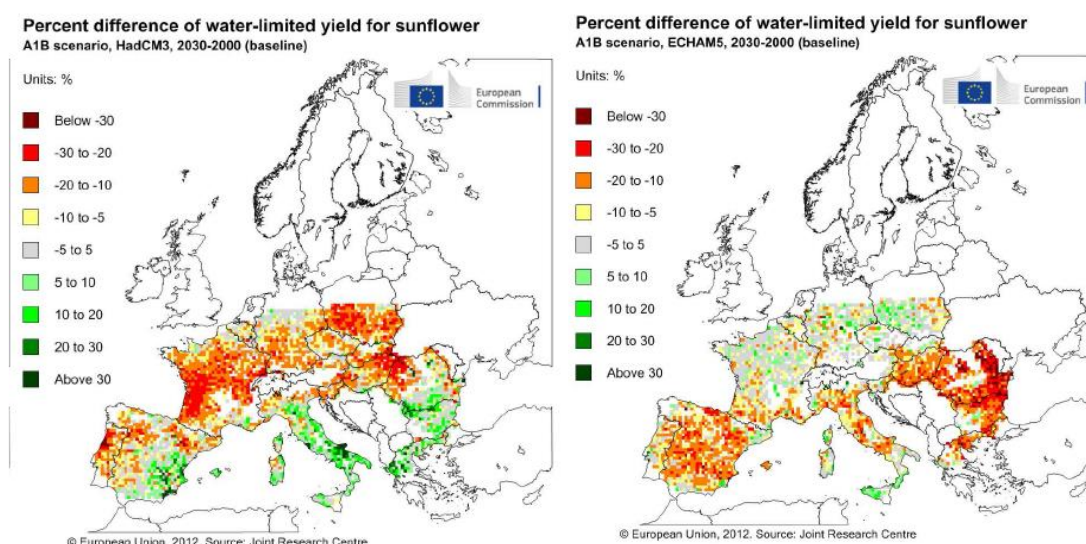 Percent difference of water-limited yield for sunflower
A1B scenario, HadCM3, 2030-2000 (baseline)
Units: %
European
Commission
Below -30
-30 to -20
-20 to -10
-10 to -5
-5 to 5
5 to 10
10 to 20
20 to 30
Above 30
© European Union, 2012. Source: Joint Research Centre
Percent difference of water-limited yield for sunflower
A1B scenario, ECHAM5, 2030-2000 (baseline)
Units: %
European
Commission
Below -30
-30 to -20
-20 to -10
-10 to -5
-5 to 5
5 to 10
10 to 20
20 to 30
Above 30
© European Union, 2012. Source: Joint Research Centre